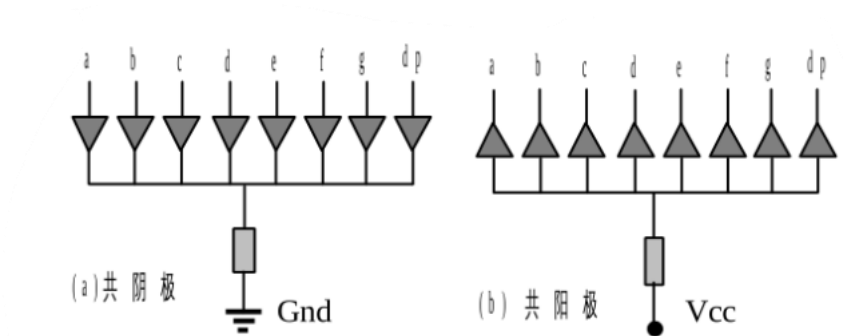 a b c d e f g dp
a b c d e f g dp
(a)共阴极
Gnd
(b)共阳极
Vcc